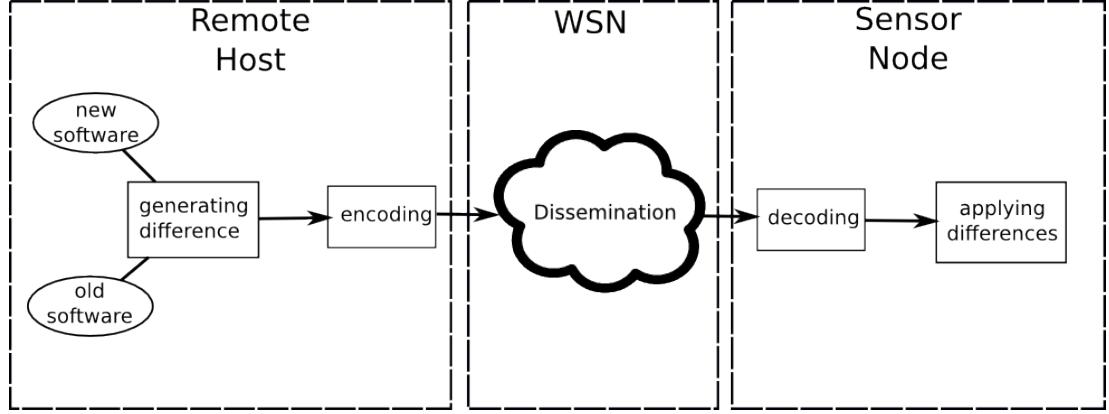 Remote
Host
WSN
Sensor
Node
new
software
generating
difference
old
software
encoding
Dissemination
decoding
applying
differences